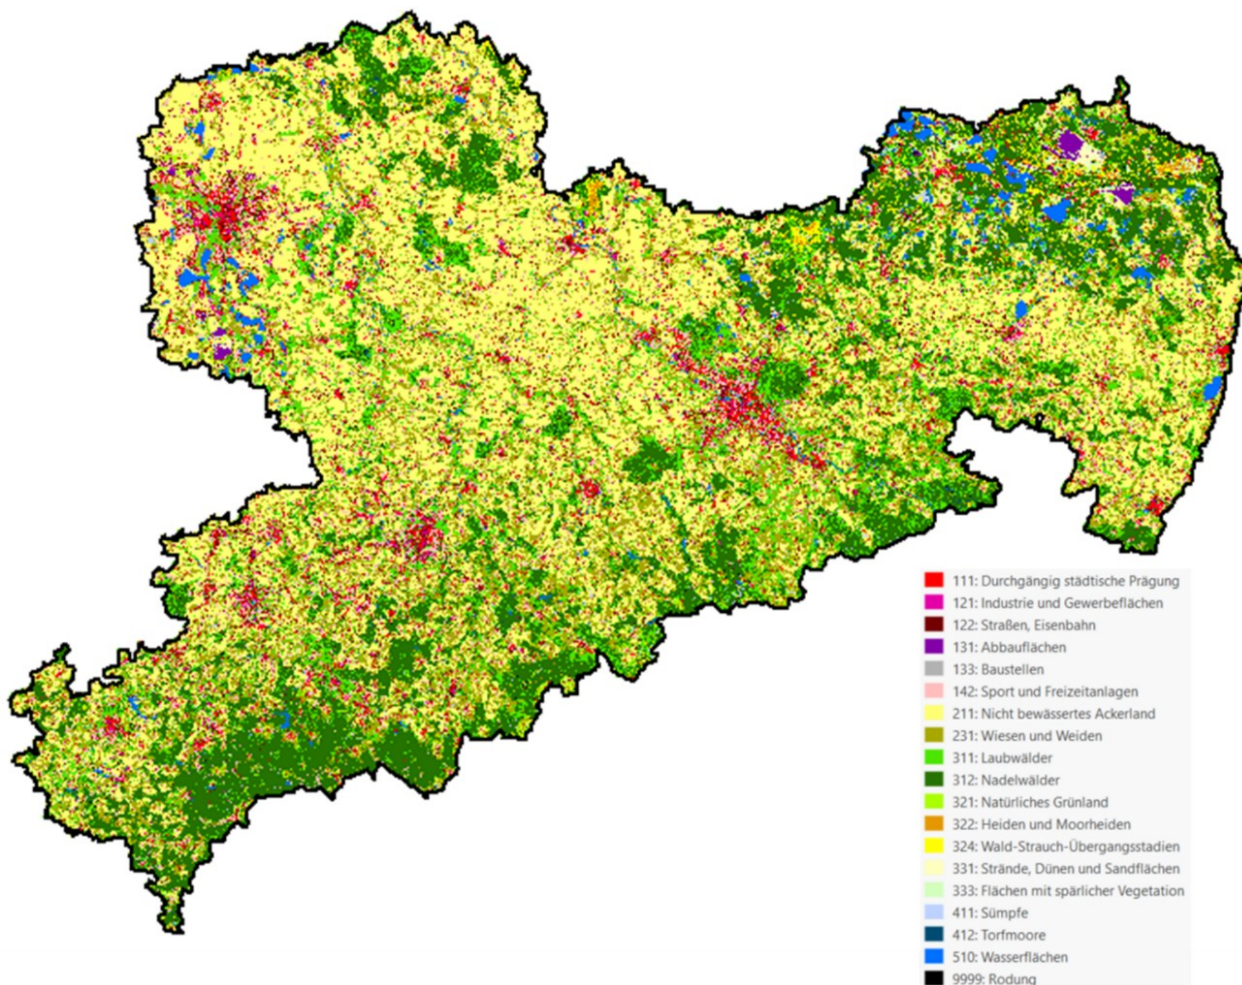 111: Durchgängig städtische Prägung
121: Industrie und Gewerbeflächen
122: Straßen, Eisenbahn
131: Abbauflächen
133: Baustellen
142: Sport und Freizeitanlagen
211: Nicht bewässertes Ackerland
231: Wiesen und Weiden
311: Laubwälder
312: Nadelwälder
321: Natürliches Grünland
322: Heiden und Moorheiden
324: Wald-Strauch-Übergangsstadien
331: Strände, Dünen und Sandflächen
333: Flächen mit spärlicher Vegetation
411: Sümpfe
412: Torfmoore
510: Wasserflächen
9999: Rodung